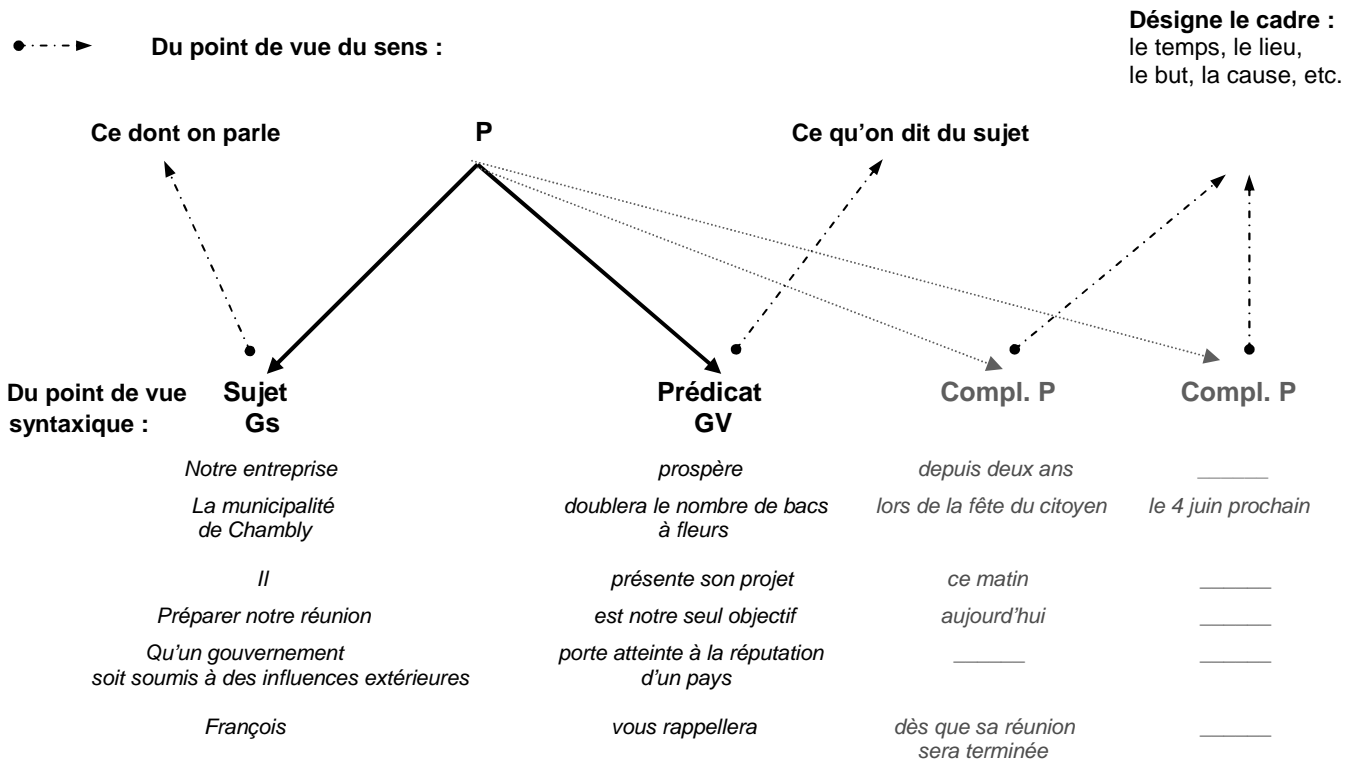 Désigne le cadre :
Du point de vue du sens :
le temps, le lieu,
le but, la cause, etc.
Ce dont on parle P Ce qu’on dit du sujet
Du point de vue
syntaxique :
Sujet Prédicat Compl. P Compl. P
Gs GV
Notre entreprise prospère depuis deux ans ______
La municipalité
de Chambly
doublera le nombre de bacs
à fleurs
lors de la fête du citoyen le 4 juin prochain
Il présente son projet ce matin ______
Préparer notre réunion est notre seul objectif aujourd’hui ______
Qu’un gouvernement
soit soumis à des influences extérieures
porte atteinte à la réputation
d’un pays
______ ______
François vous rappellera
dès que sa réunion
sera terminée
______